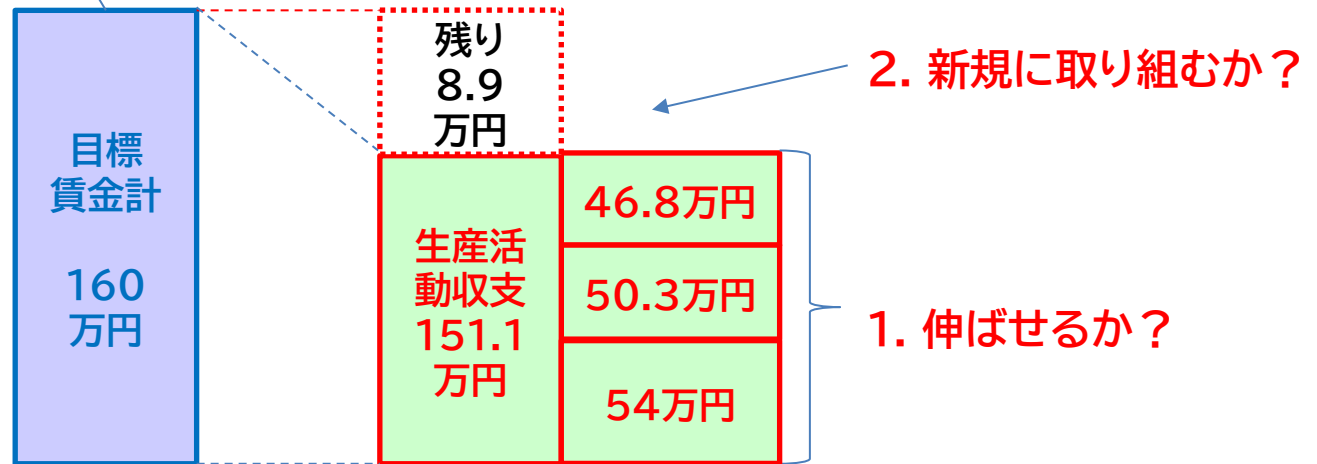 目標
賃金計
160
万円
残り
8.9
万円
生産活
動収支
151.1
万円
46.8万円
50.3万円
54万円
2. 新規に取り組むか？
1. 伸ばせるか？